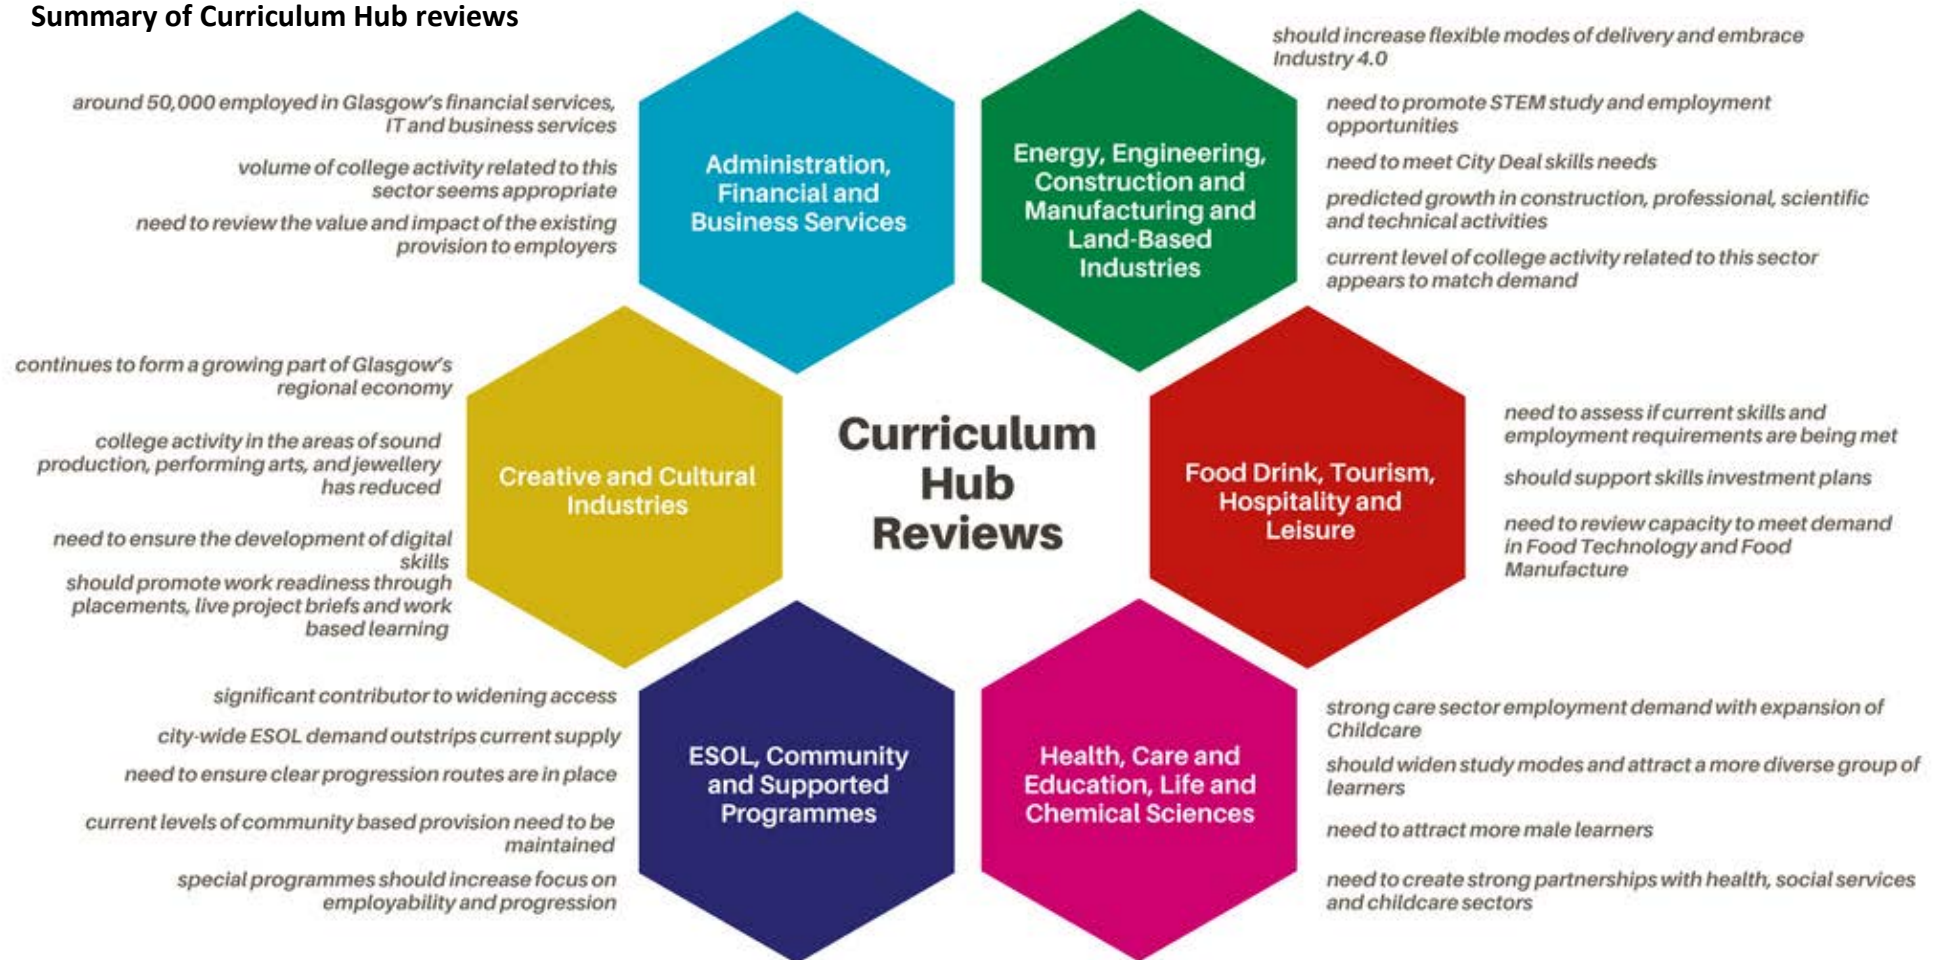 Summary of Curriculum Hub reviews
around 50,000 employed in Glasgow's financial services,
IT and business services
volume of college activity related to this
sector seems appropriate
need to review the value and impact of the existing
provision to employers
Administration,
Financial and
Business Services
Energy, Engineering,
Construction and
Manufacturing and
Land-Based
Industries
should increase flexible modes of delivery and embrace
Industry 4.0
need to promote STEM study and employment
opportunities
need to meet City Deal skills needs
predicted growth in construction, professional, scientific
and technical activities
current level of college activity related to this sector
appears to match demand
continues to form a growing part of Glasgow's
regional economy
college activity in the areas of sound
production, performing arts, and jewellery
has reduced
need to ensure the development of digital
skills
should promote work readiness through
placements, live project briefs and work
based learning
Creative and Cultural
Industries
Curriculum
Hub
Reviews
Food Drink, Tourism,
Hospitality and
Leisure
need to assess if current skills and
employment requirements are being met
should support skills investment plans
need to review capacity to meet demand
in Food Technology and Food
Manufacture
significant contributor to widening access
city-wide ESOL demand outstrips current supply
need to ensure clear progression routes are in place
current levels of community based provision need to be
maintained
special programmes should increase focus on
employability and progression
ESOL, Community
and Supported
Programmes
Health, Care and
Education, Life and
Chemical Sciences
strong care sector employment demand with expansion of
Childcare
should widen study modes and attract a more diverse group of
learners
need to attract more male learners
need to create strong partnerships with health, social services
and childcare sectors